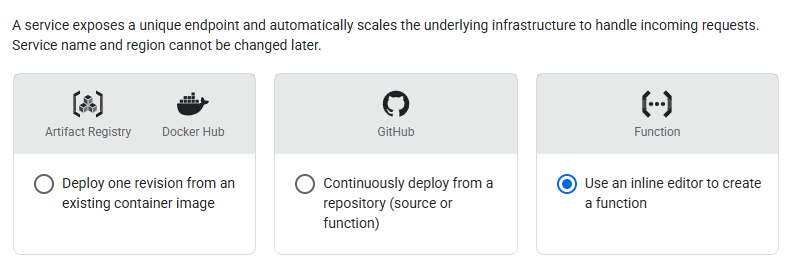 A service exposes a unique endpoint and automatically scales the underlying infrastructure to handle incoming requests.
Service name and region cannot be changed later.
Artifact Registry
Docker Hub
GitHub
Function
Deploy one revision from an
existing container image
Continuously deploy from a
repository (source or
function)
Use an inline editor to create
a function